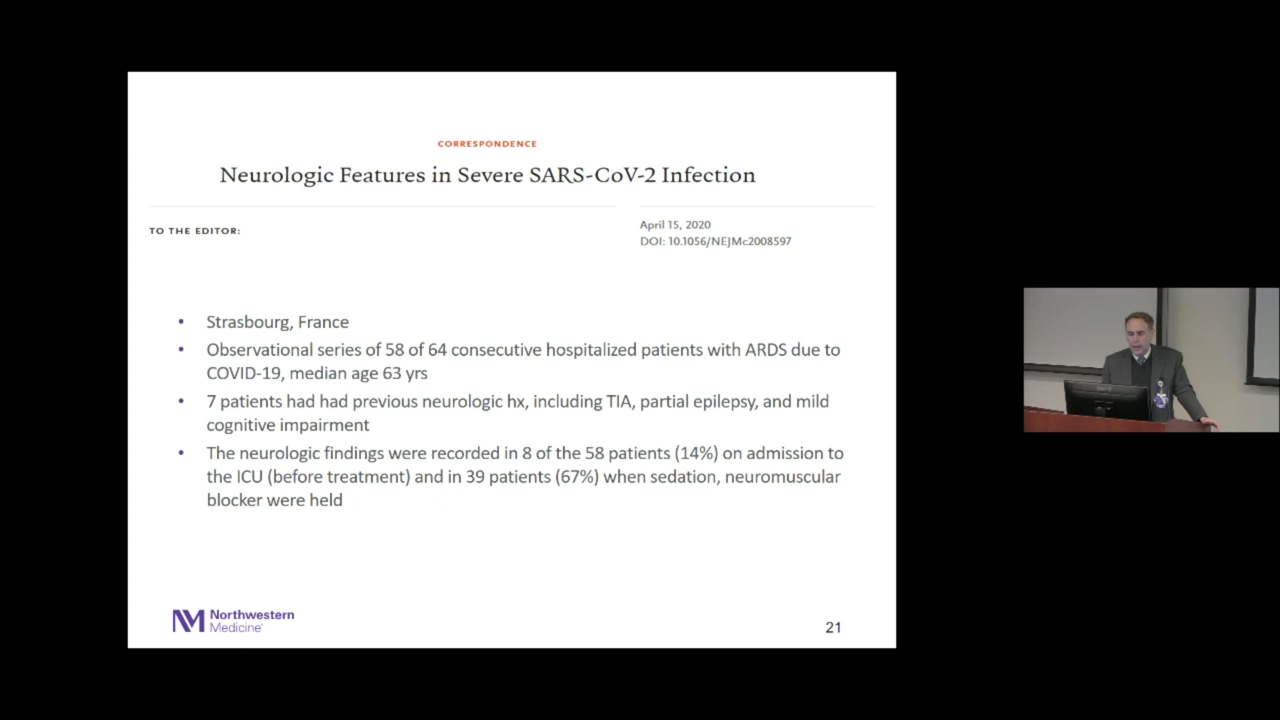 CORRESPONDENCE
Neurologic Features in Severe SARS-CoV-2 Infection
TO THE EDITOR:
April 15, 2020
DOI: 10.1056/NEJMc2008597
• Strasbourg, France
• Observational series of 58 of 64 consecutive hospitalized patients with ARDS due to
COVID-19, median age 63 yrs
• 7 patients had had previous neurologic hx, including TIA, partial epilepsy, and mild
cognitive impairment
• The neurologic findings were recorded in 8 of the 58 patients (14%) on admission to
the ICU (before treatment) and in 39 patients (67%) when sedation, neuromuscular
blocker were held
NM Northwestern
Medicine®
21